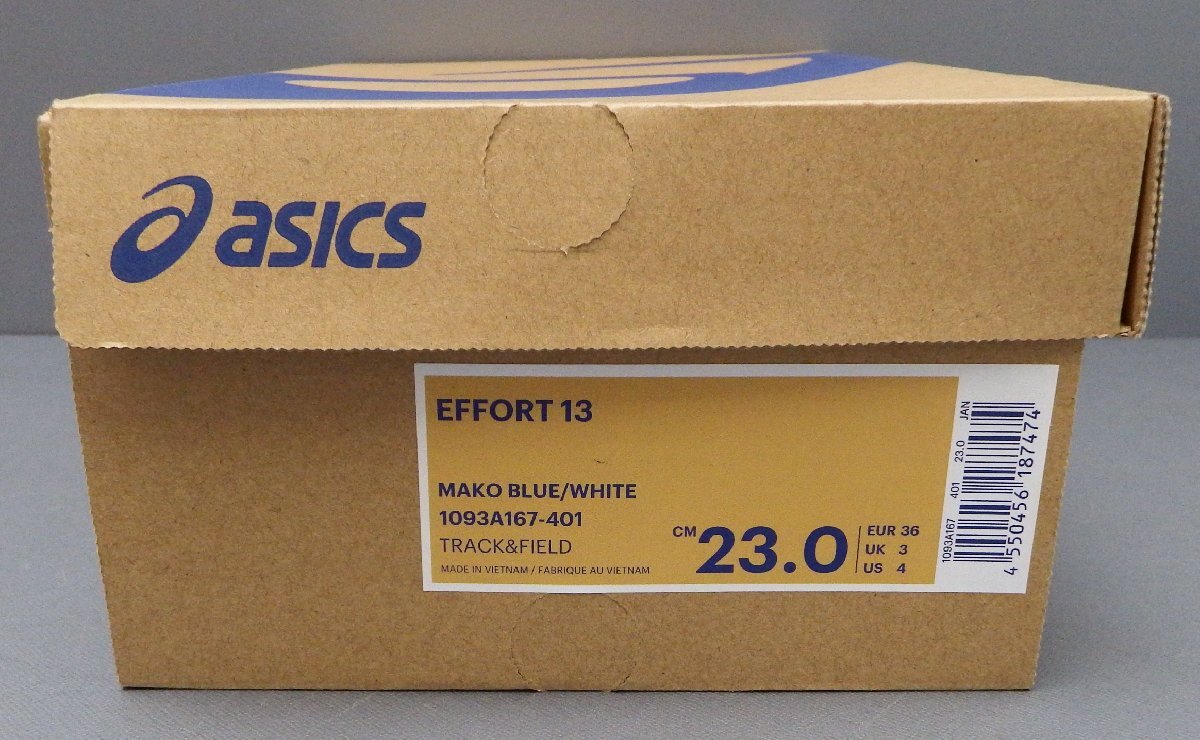 asics
EFFORT 13
MAKO BLUE/WHITE
1093A167-401
TRACK&FIELD
MADE IN VIETNAM / FABRIQUE AU VIETNAM
CM 23.0
EUR 36
UK 3
US 4
1093A167 401 23.0 JAN
4 550456 187474